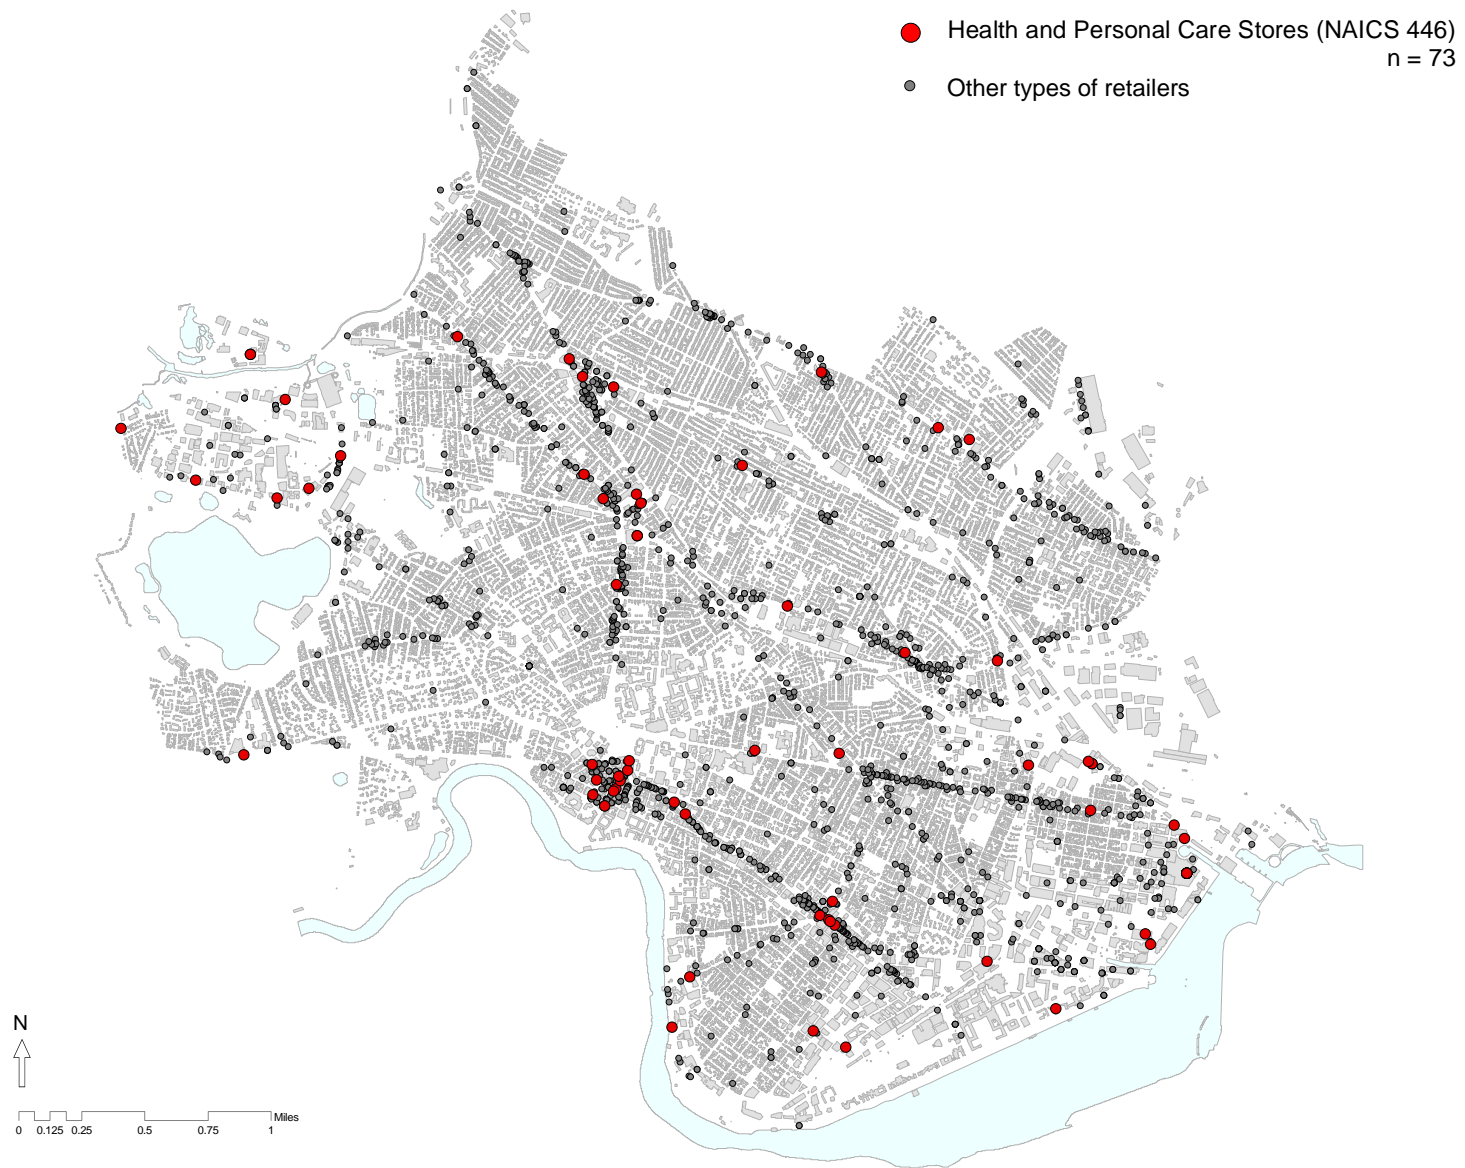 Health and Personal Care Stores (NAICS 446)
n = 73
Other types of retailers
N
Miles
0 0.125 0.25 0.5 0.75 1